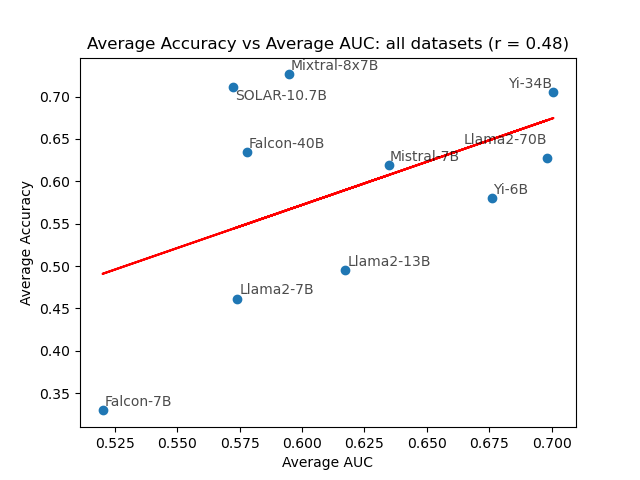 Average Accuracy vs Average AUC: all datasets (r = 0.48)
Mixtral-8x7B
SOLAR-10.7B
Yi-34B
Falcon-40B
Llama2-70B
Mistral-7B
Yi-6B
Llama2-13B
Llama2-7B
Falcon-7B
0.70
0.65
0.60
0.55
0.50
0.45
0.40
0.35
Average Accuracy
0.525
0.550
0.575
0.600
0.625
0.650
0.675
0.700
Average AUC